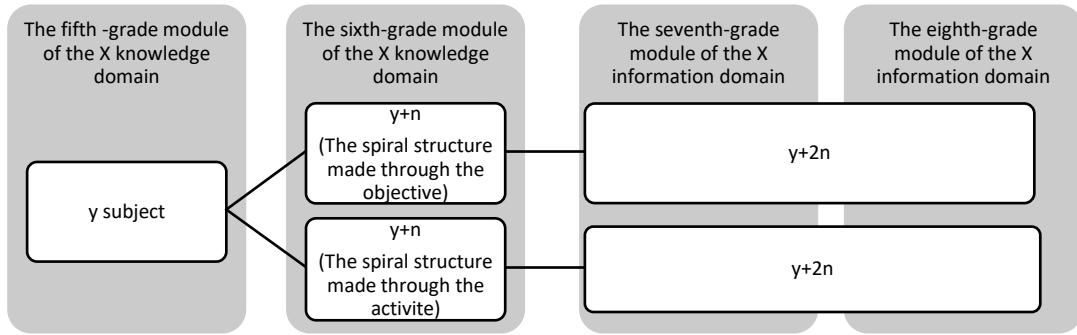 The fifth -grade module
of the X knowledge
domain
The sixth-grade module
of the X knowledge
domain
The seventh-grade
module of the X
information domain
The eighth-grade
module of the X
information domain
y subject
y+n
(The spiral structure
made through the
objective)
y+2n
y+n
(The spiral structure
made through the
activite)
y+2n